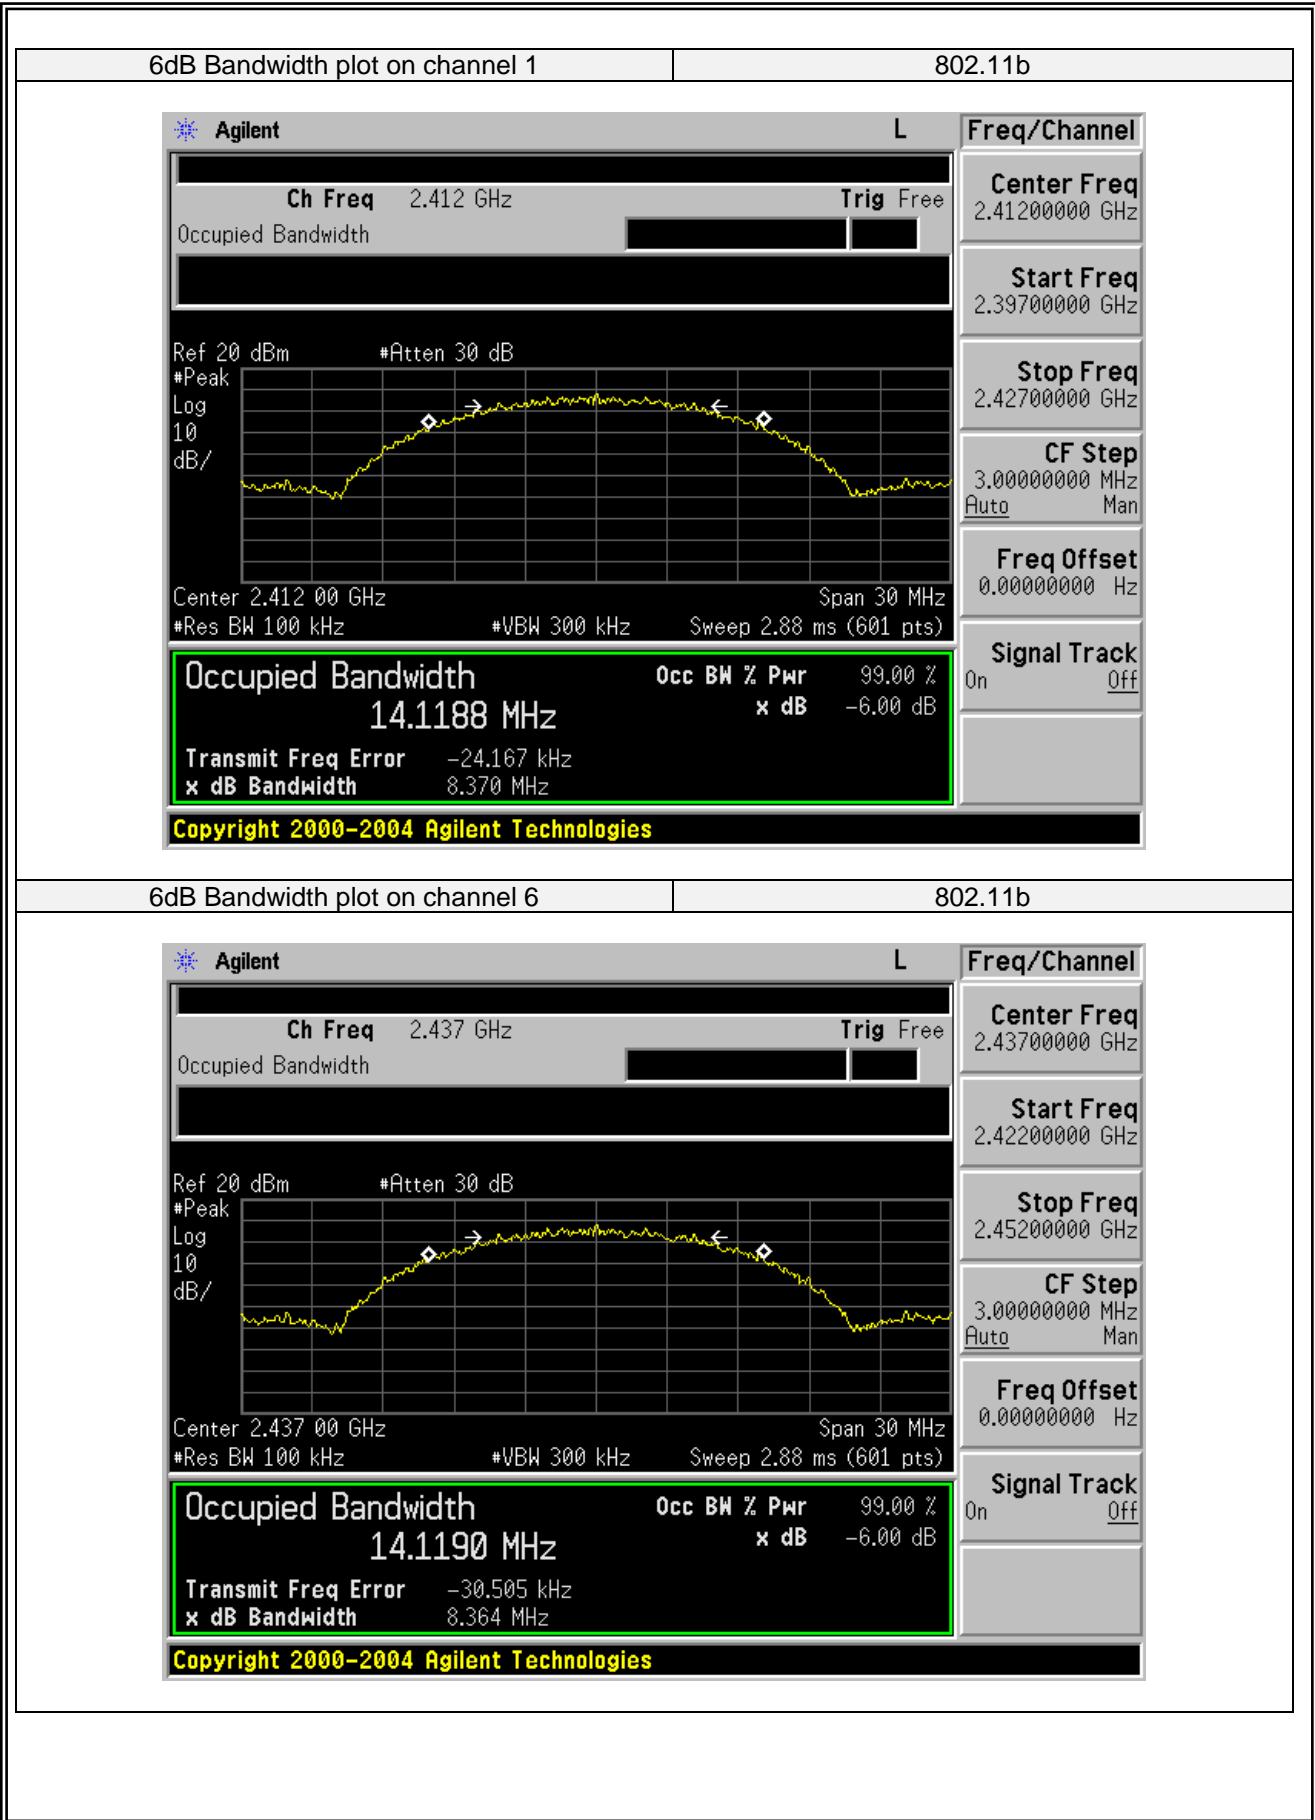 6dB Bandwidth plot on channel 1 802.11b
Agilent L Freq/Channel
Ch Freq 2.412 GHz Trig Free
Occupied Bandwidth
Center Freq
2.41200000 GHz
Start Freq
2.39700000 GHz
Stop Freq
2.42700000 GHz
CF Step
3.00000000 MHz
Auto Man
Freq Offset
0.00000000 Hz
Signal Track
On Off
Ref 20 dBm #Atten 30 dB
#Peak
Log
10
dB/
Center 2.412 00 GHz Span 30 MHz
#Res BW 100 kHz #VBW 300 kHz Sweep 2.88 ms (601 pts)
Occupied Bandwidth Occ BW % Pwr 99.00 %
14.1188 MHz x dB -6.00 dB
Transmit Freq Error -24.167 kHz
x dB Bandwidth 8.370 MHz
Copyright 2000-2004 Agilent Technologies
6dB Bandwidth plot on channel 6 802.11b
Agilent L Freq/Channel
Ch Freq 2.437 GHz Trig Free
Occupied Bandwidth
Center Freq
2.43700000 GHz
Start Freq
2.42200000 GHz
Stop Freq
2.45200000 GHz
CF Step
3.00000000 MHz
Auto Man
Freq Offset
0.00000000 Hz
Signal Track
On Off
Ref 20 dBm #Atten 30 dB
#Peak
Log
10
dB/
Center 2.437 00 GHz Span 30 MHz
#Res BW 100 kHz #VBW 300 kHz Sweep 2.88 ms (601 pts)
Occupied Bandwidth Occ BW % Pwr 99.00 %
14.1190 MHz x dB -6.00 dB
Transmit Freq Error -30.505 kHz
x dB Bandwidth 8.364 MHz
Copyright 2000-2004 Agilent Technologies